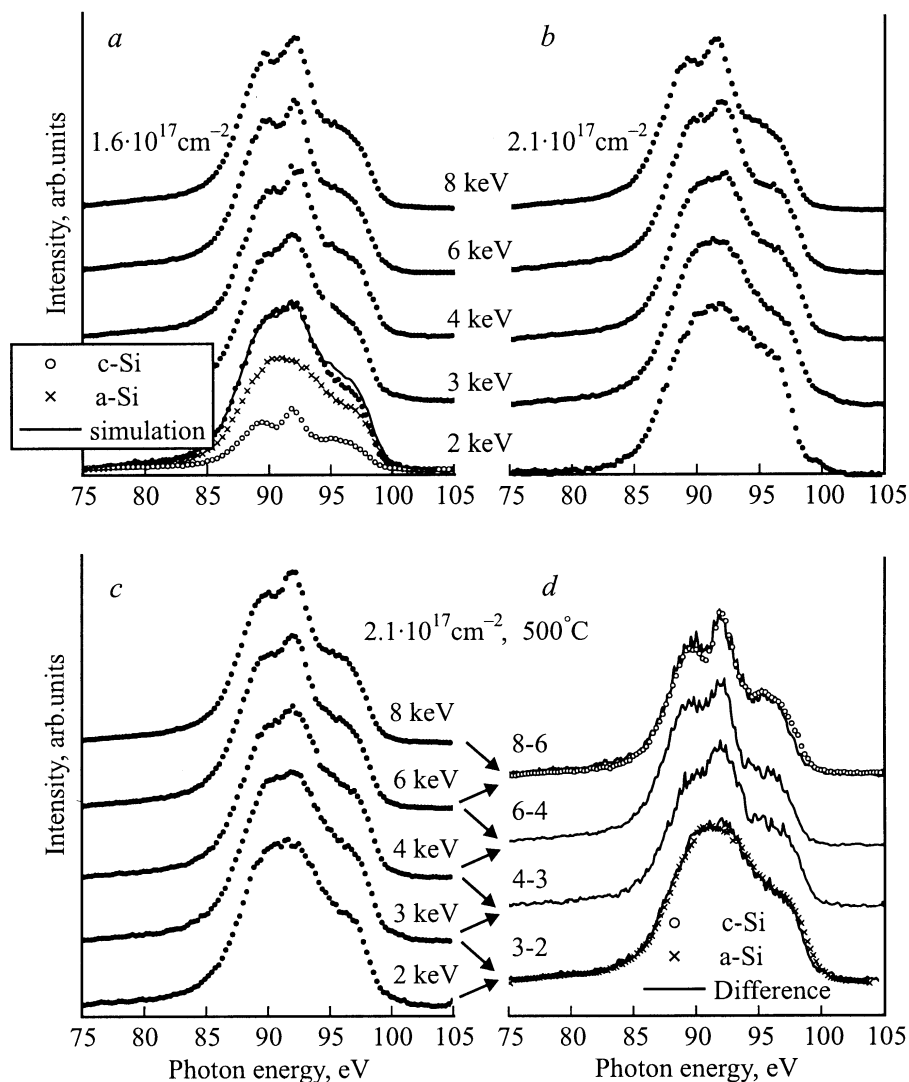 a
b
Intensity, arb.units
1.6·10¹⁷cm⁻²
2.1·10¹⁷cm⁻²
8 keV
6 keV
4 keV
3 keV
2 keV
c-Si
a-Si
simulation
75 80 85 90 95 100 105
75 80 85 90 95 100 105
c
d
2.1·10¹⁷cm⁻², 500°C
Intensity, arb.units
8 keV
6 keV
4 keV
3 keV
2 keV
8-6
6-4
4-3
3-2
c-Si
a-Si
Difference
75 80 85 90 95 100 105
75 80 85 90 95 100 105
Photon energy, eV
Photon energy, eV